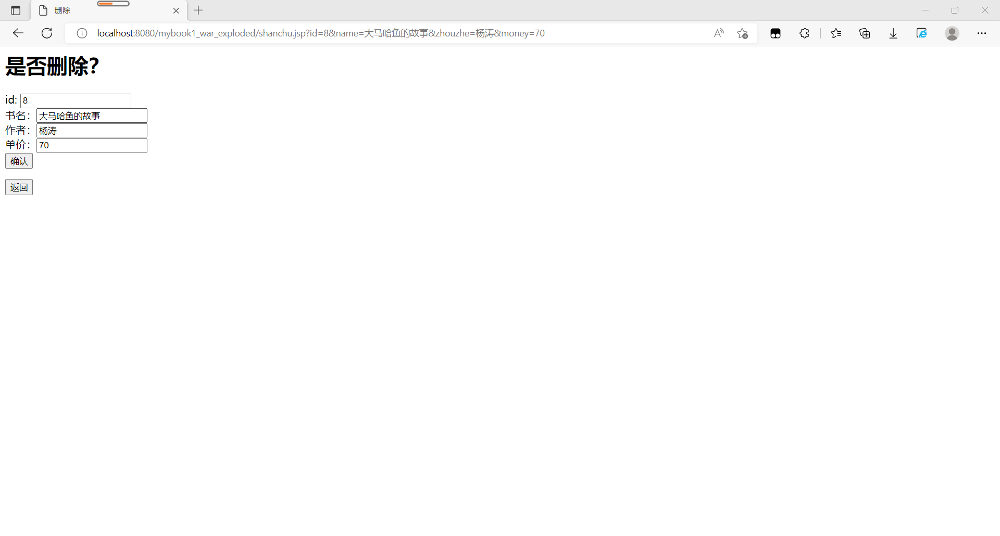 删除
localhost:8080/mybook1_war_exploded/shanchu.jsp?id=8&name=大马哈鱼的故事&zhouzhe=杨涛&money=70
是否删除?
id: 8
书名： 大马哈鱼的故事
作者： 杨涛
单价： 70
确认
返回